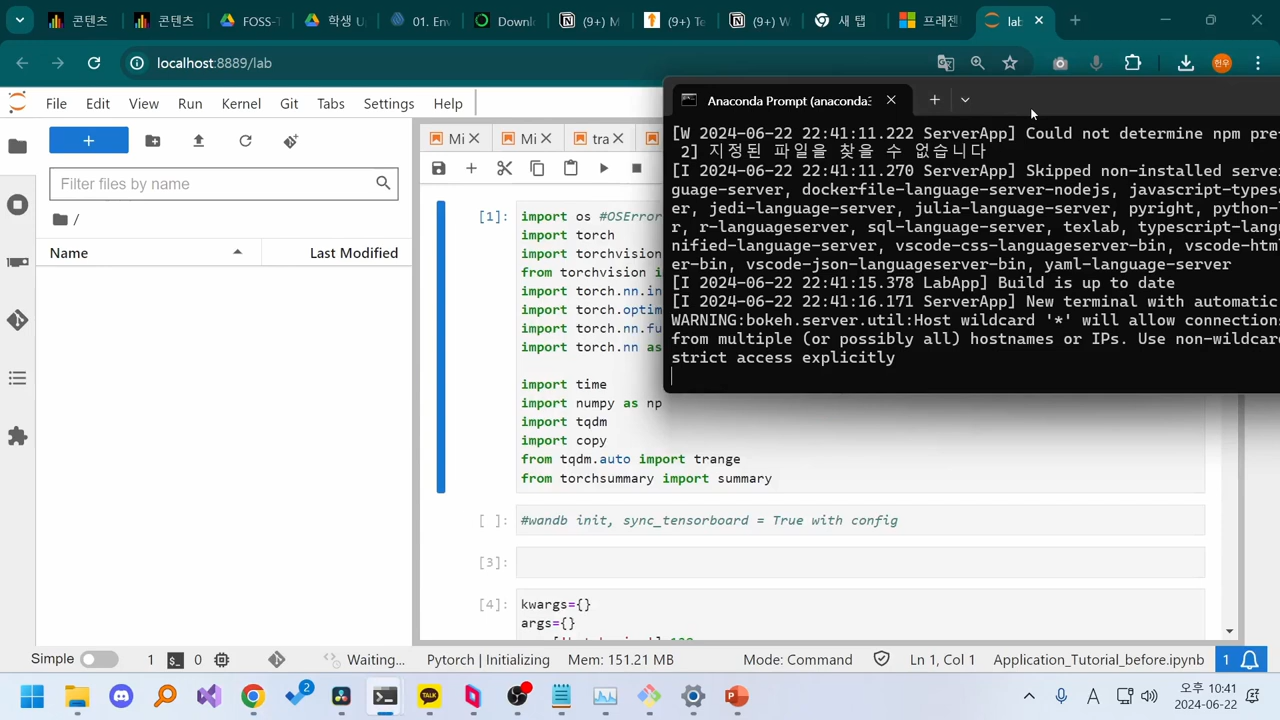 콘텐츠
콘텐츠
FOSS-T
학생 U
01. Env
Downl
(9+) M
(9+) Te
(9+) W
새 탭
프레젠
lab
localhost:8889/lab
현우
File Edit View Run Kernel Git Tabs Settings Help
Filter files by name
/
Name
Last Modified
Mi
Mi
tra
Anaconda Prompt (anaconda3
[W 2024-06-22 22:41:11.222 ServerApp] Could not determine npm pre
2] 지정된 파일을 찾을 수 없습니다
[I 2024-06-22 22:41:11.270 ServerApp] Skipped non-installed serve
guage-server, dockerfile-language-server-nodejs, javascript-types
er, jedi-language-server, julia-language-server, pyright, python-
r, r-languageserver, sql-language-server, texlab, typescript-lang
nified-language-server, vscode-css-languageserver-bin, vscode-htm
er-bin, vscode-json-languageserver-bin, yaml-language-server
[I 2024-06-22 22:41:15.378 LabApp] Build is up to date
[I 2024-06-22 22:41:16.171 ServerApp] New terminal with automatic
WARNING:bokeh.server.util:Host wildcard '*' will allow connections
from multiple (or possibly all) hostnames or IPs. Use non-wildcard
strict access explicitly
[1]:
import os #OSError
import torch
import torchvision
from torchvision i
import torch.nn.in
import torch.optim
import torch.nn.fu
import torch.nn as
import time
import numpy as np
import tqdm
import copy
from tqdm.auto import trange
from torchsummary import summary
[ ]:
#wandb init, sync_tensorboard = True with config
[3]:
[4]:
kwargs={}
args={}
Simple 1 0 Waiting... Pytorch | Initializing Mem: 151.21 MB Mode: Command Ln 1, Col 1 Application_Tutorial_before.ipynb 1
2
TALK
A
오후 10:41
2024-06-22